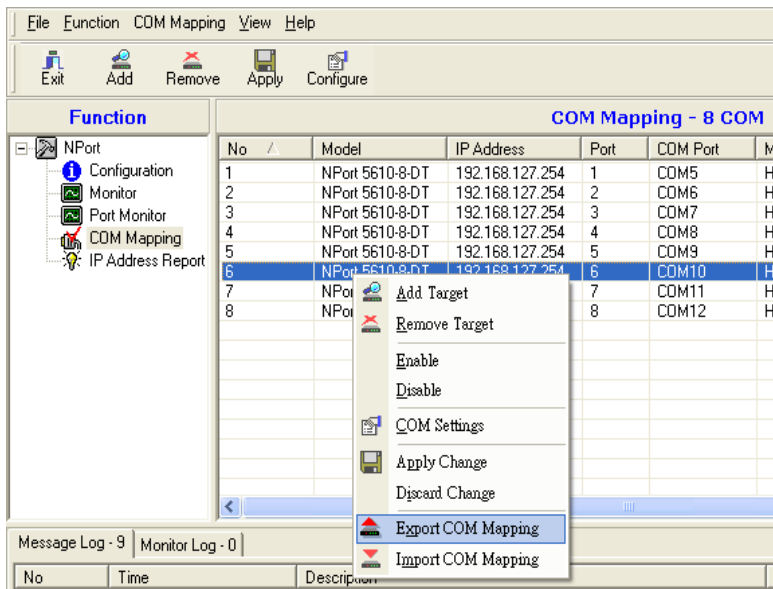 File Function COM Mapping View Help
Exit Add Remove Apply Configure
Function
COM Mapping - 8 COM
NPort
Configuration
Monitor
Port Monitor
COM Mapping
IP Address Report
No Model IP Address Port COM Port M
1 NPort 5610-8-DT 192.168.127.254 1 COM5 H
2 NPort 5610-8-DT 192.168.127.254 2 COM6 H
3 NPort 5610-8-DT 192.168.127.254 3 COM7 H
4 NPort 5610-8-DT 192.168.127.254 4 COM8 H
5 NPort 5610-8-DT 192.168.127.254 5 COM9 H
6 NPort 5610-8-DT 192.168.127.254 6 COM10 H
7 NPor 7 COM11 H
8 NPor 8 COM12 H
Add Target
Remove Target
Enable
Disable
COM Settings
Apply Change
Discard Change
Export COM Mapping
Import COM Mapping
Message Log - 9 Monitor Log - 0
No Time Description